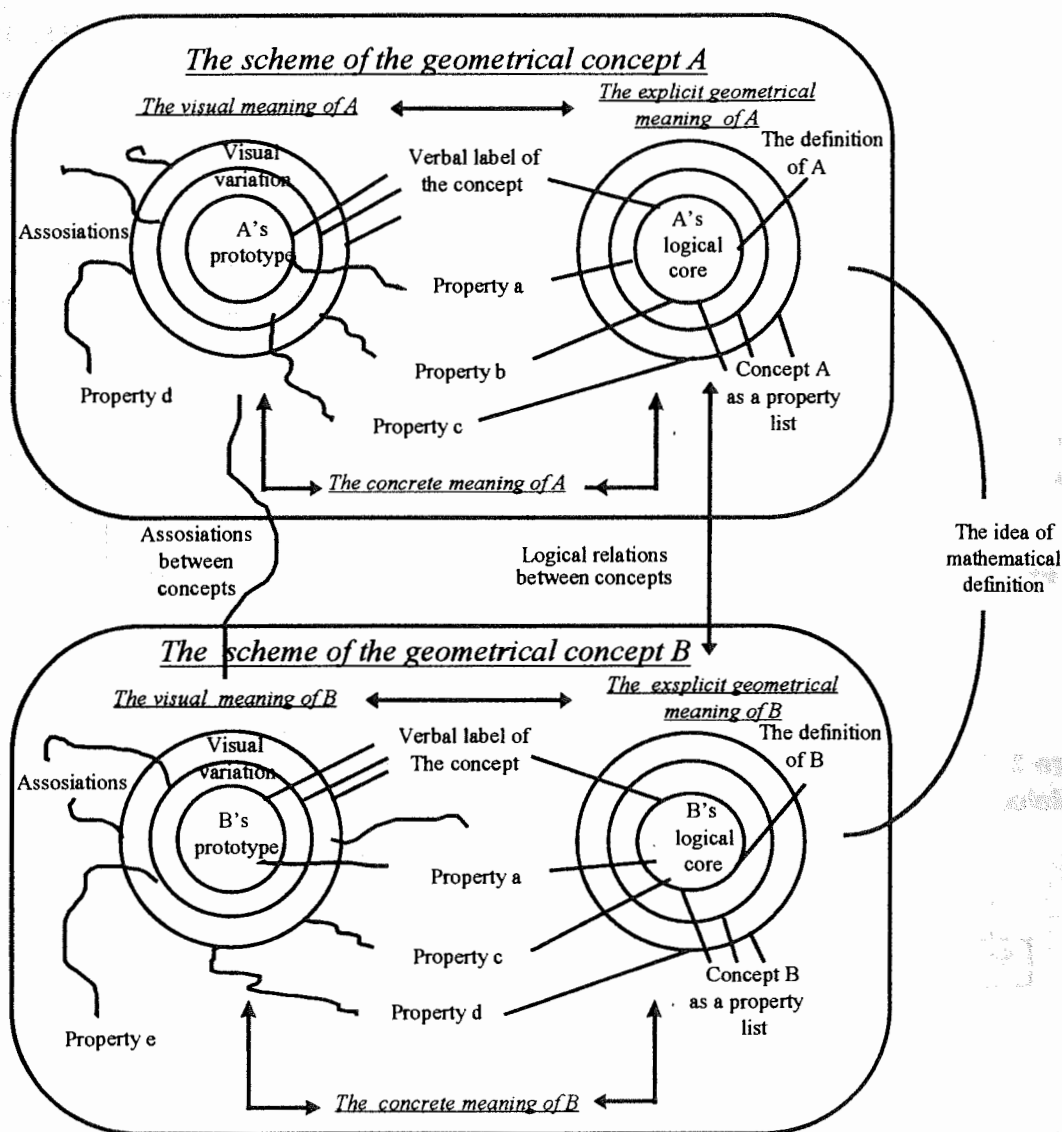 The scheme of the geometrical concept A
The visual meaning of A
The explicit geometrical
meaning of A
Visual
variation
Verbal label of
the concept
The definition
of A
Assosiations
A's
prototype
A's
logical
core
Property a
Property b
Property d
Property c
Concept A
as a property
list
The concrete meaning of A
Assosiations
between
concepts
Logical relations
between concepts
The idea of
mathematical
definition
The scheme of the geometrical concept B
The visual meaning of B
The exsplicit geometrical
meaning of B
Visual
variation
Verbal label of
The concept
The definition
of B
Assosiations
B's
prototype
B's
logical
core
Property a
Property c
Property d
Property e
Concept B
as a property
list
The concrete meaning of B